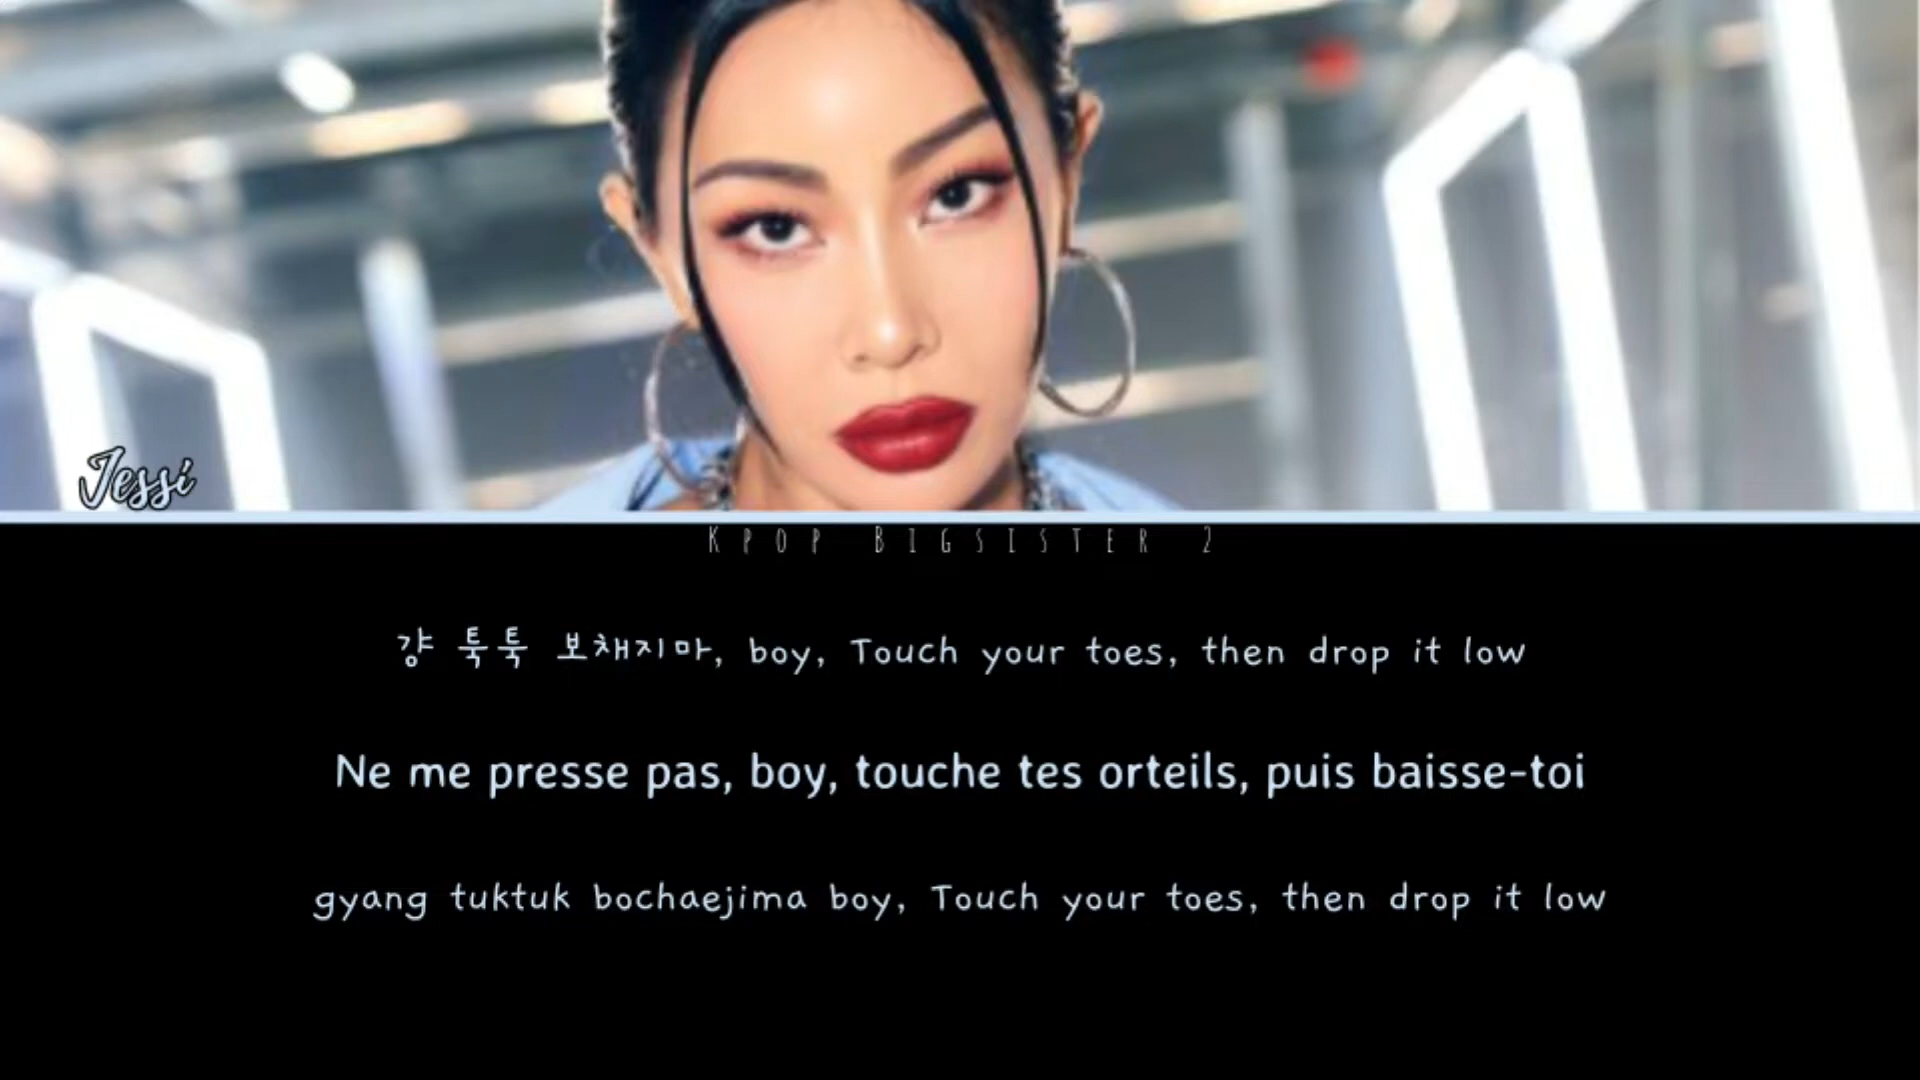 Jessi
KPOP BIGSISTER 2
걍 툭툭 보채지마, boy, Touch your toes, then drop it low
Ne me presse pas, boy, touche tes orteils, puis baisse-toi
gyang tuktuk bochaejima boy, Touch your toes, then drop it low